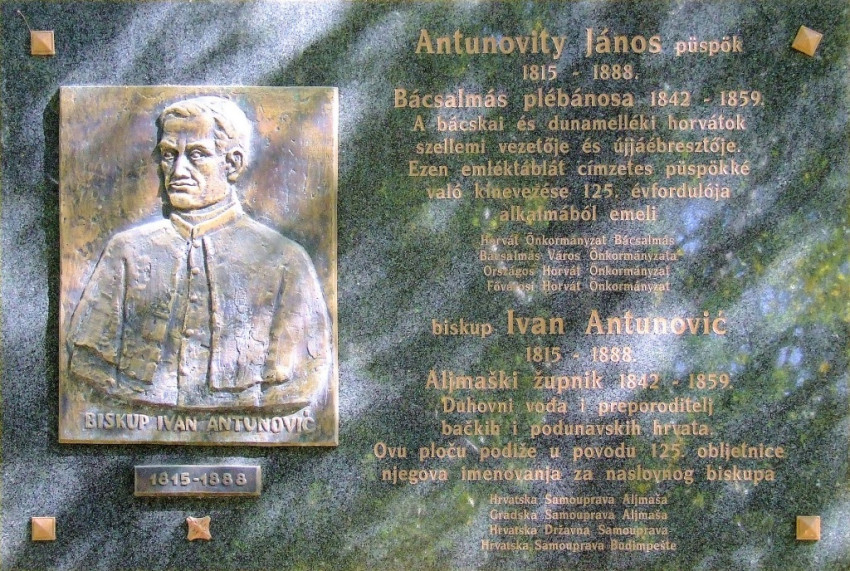 Antunovity János püspök
1815 - 1888.
Bácsalmás plébánosa 1842 - 1859.
A bácskai és dunamelléki horvátok
szellemi vezetője és újjáébresztője.
Ezen emléktáblát címzetes püspökké
való kinevezése 125. évfordulója
alkalmából emeli
Horvát Önkormányzat Bácsalmás
Bácsalmás Város Önkormányzata
Országos Horvát Önkormányzat
Fővárosi Horvát Önkormányzat
biskup Ivan Antunović
1815 - 1888.
Aljmaški župnik 1842 - 1859.
Duhovni vođa i preporoditelj
bačkih i podunavskih hrvata.
Ovu ploču podiže u povodu 125. obljetnice
njegova imenovanja za naslovnog biskupa
Hrvatska Samouprava Aljmaša
Gradska Samouprava Aljmaša
Hrvatska Državna Samouprava
Hrvatska Samouprava Budimpešte
BISKUP IVAN ANTUNOVIĆ
1815-1888